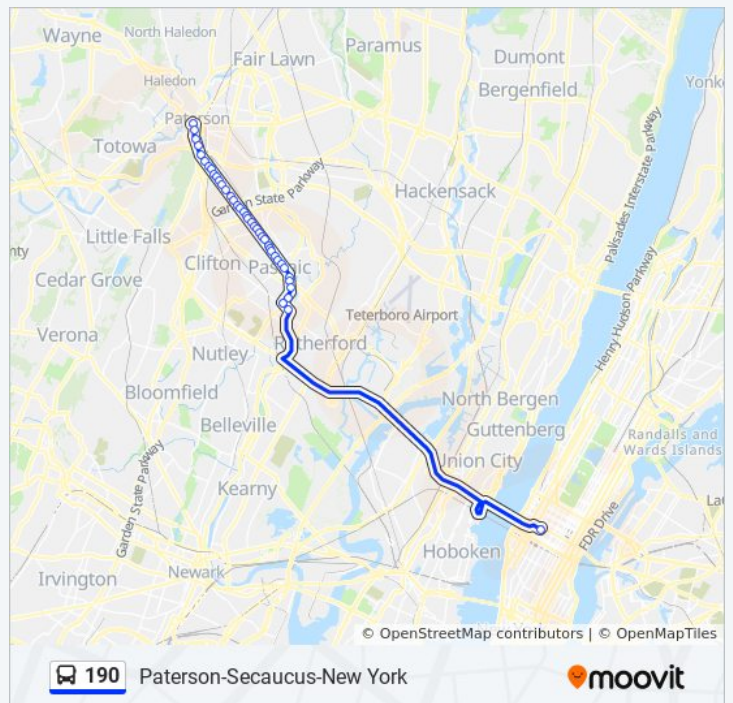 Wayne
North Haledon
Paramus
Dumont
Fair Lawn
Bergenfield
Yonk
Haledon
Paterson
Totowa
Garden State Parkway
Hackensack
Palisades Interstate Parkway
nty
Little Falls
Clifton
Passaic
Cedar Grove
Teterboro Airport
Henry Hudson Parkway
Verona
Nutley
Rutherford
Bloomfield
North Bergen
Guttenberg
Belleville
Randalls and
Wards Islands
Union City
Garden State Parkway
Kearny
La
FDR Drive
Hoboken
Irvington
Newark
© OpenStreetMap contributors | © OpenMapTiles
190 Paterson-Secaucus-New York
moovit